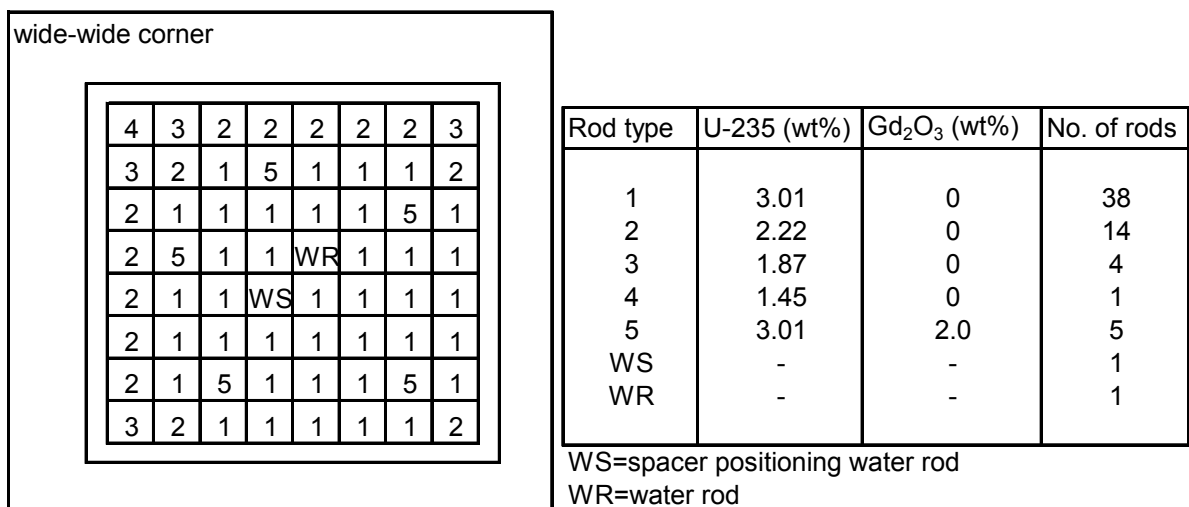 wide-wide corner
4 3 2 2 2 2 2 3
3 2 1 5 1 1 1 2
2 1 1 1 1 1 5 1
2 5 1 1 WR 1 1 1
2 1 1 WS 1 1 1 1
2 1 1 1 1 1 1 1
2 1 5 1 1 1 5 1
3 2 1 1 1 1 1 2
Rod type U-235 (wt%) Gd₂O₃ (wt%) No. of rods
1 3.01 0 38
2 2.22 0 14
3 1.87 0 4
4 1.45 0 1
5 3.01 2.0 5
WS - - 1
WR - - 1
WS=spacer positioning water rod
WR=water rod